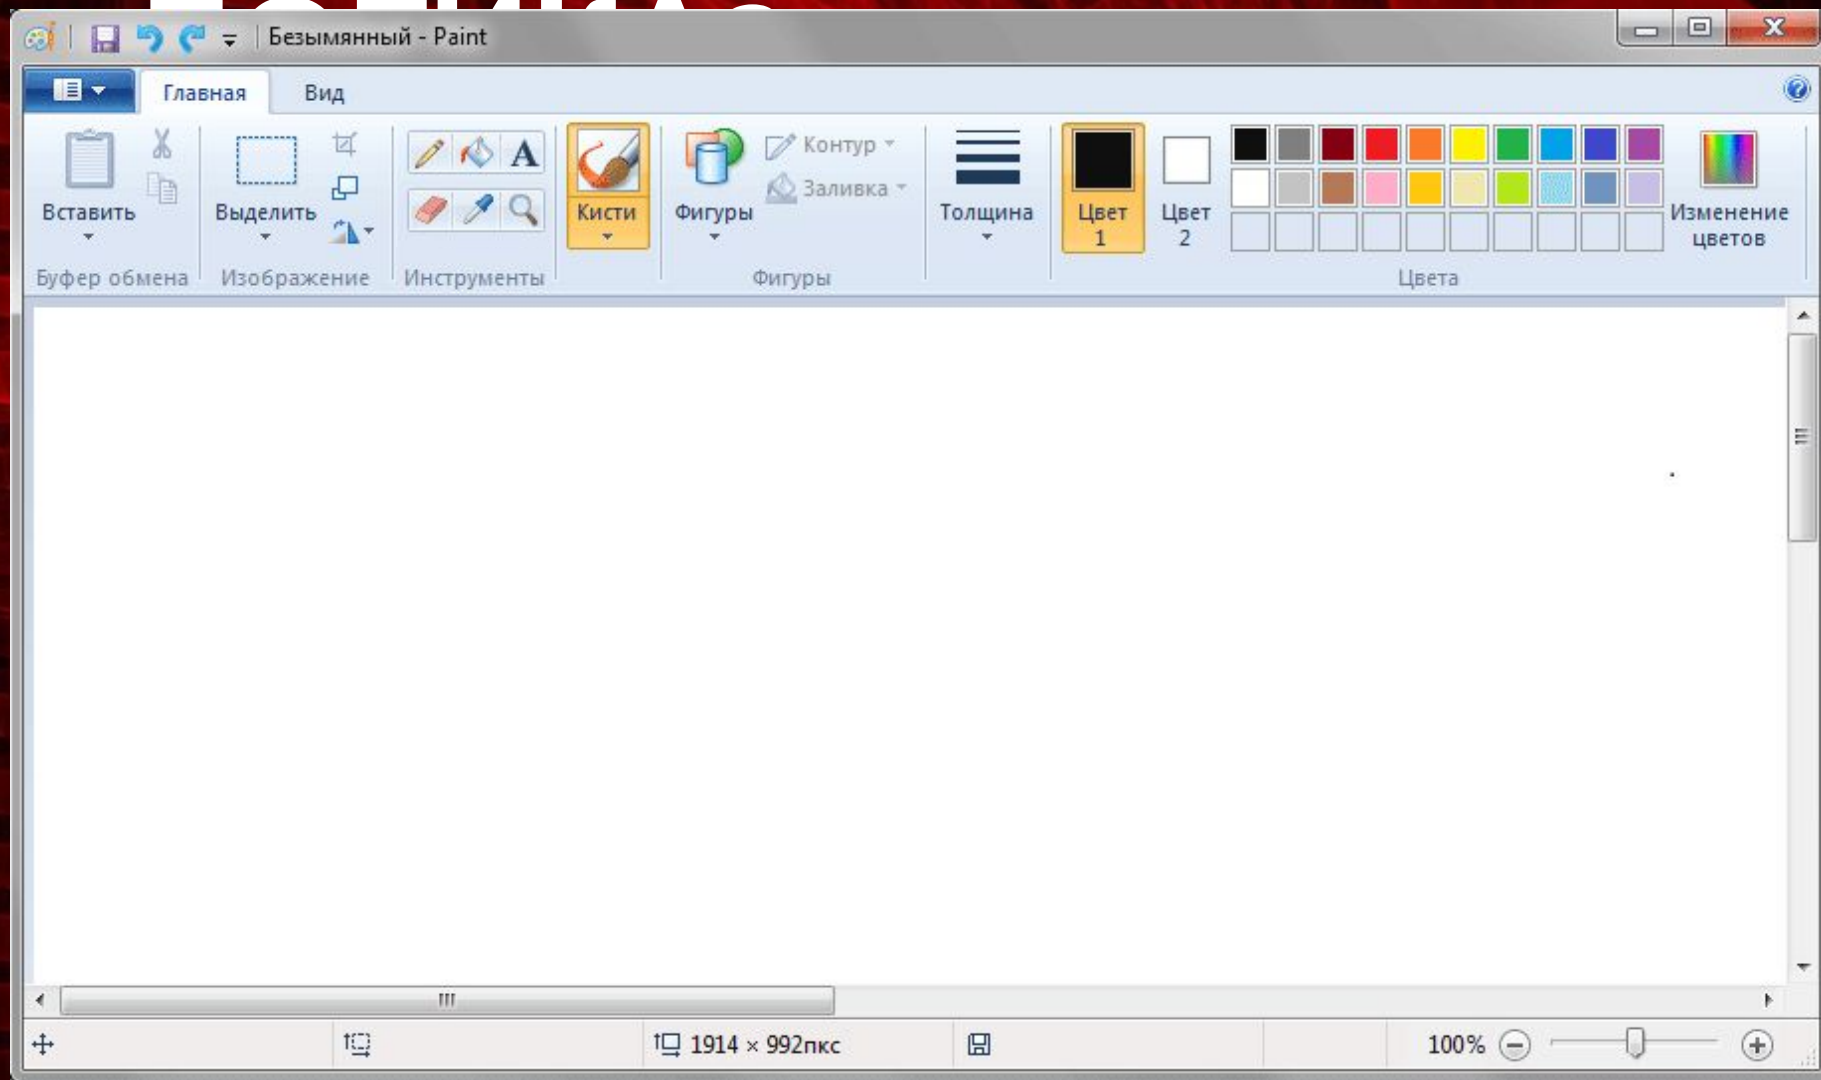 Безымянный - Paint
Главная Вид
Вставить
Буфер обмена
Выделить
Изображение
A
Инструменты
Кисти
Фигуры
Контур
Заливка
Фигуры
Толщина
Цвет
1
Цвет
2
Изменение
цветов
Цвета
1914 × 992пкс
100%